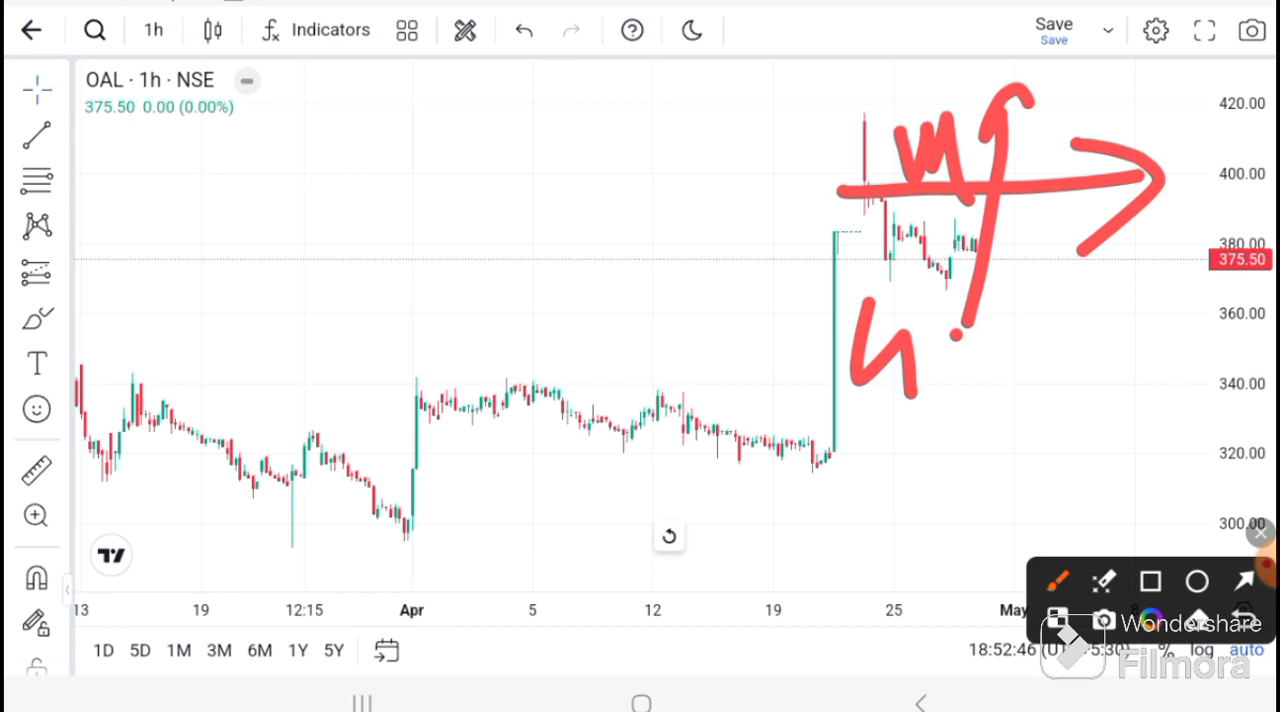 1h Indicators Save
Save
OAL · 1h · NSE
375.50 0.00 (0.00%)
420.00
400.00
380.00
375.50
360.00
340.00
320.00
300.00
13 19 12:15 Apr 5 12 19 25 May
1D 5D 1M 3M 6M 1Y 5Y 18:52:46 % log auto
Wondershare
Filmora